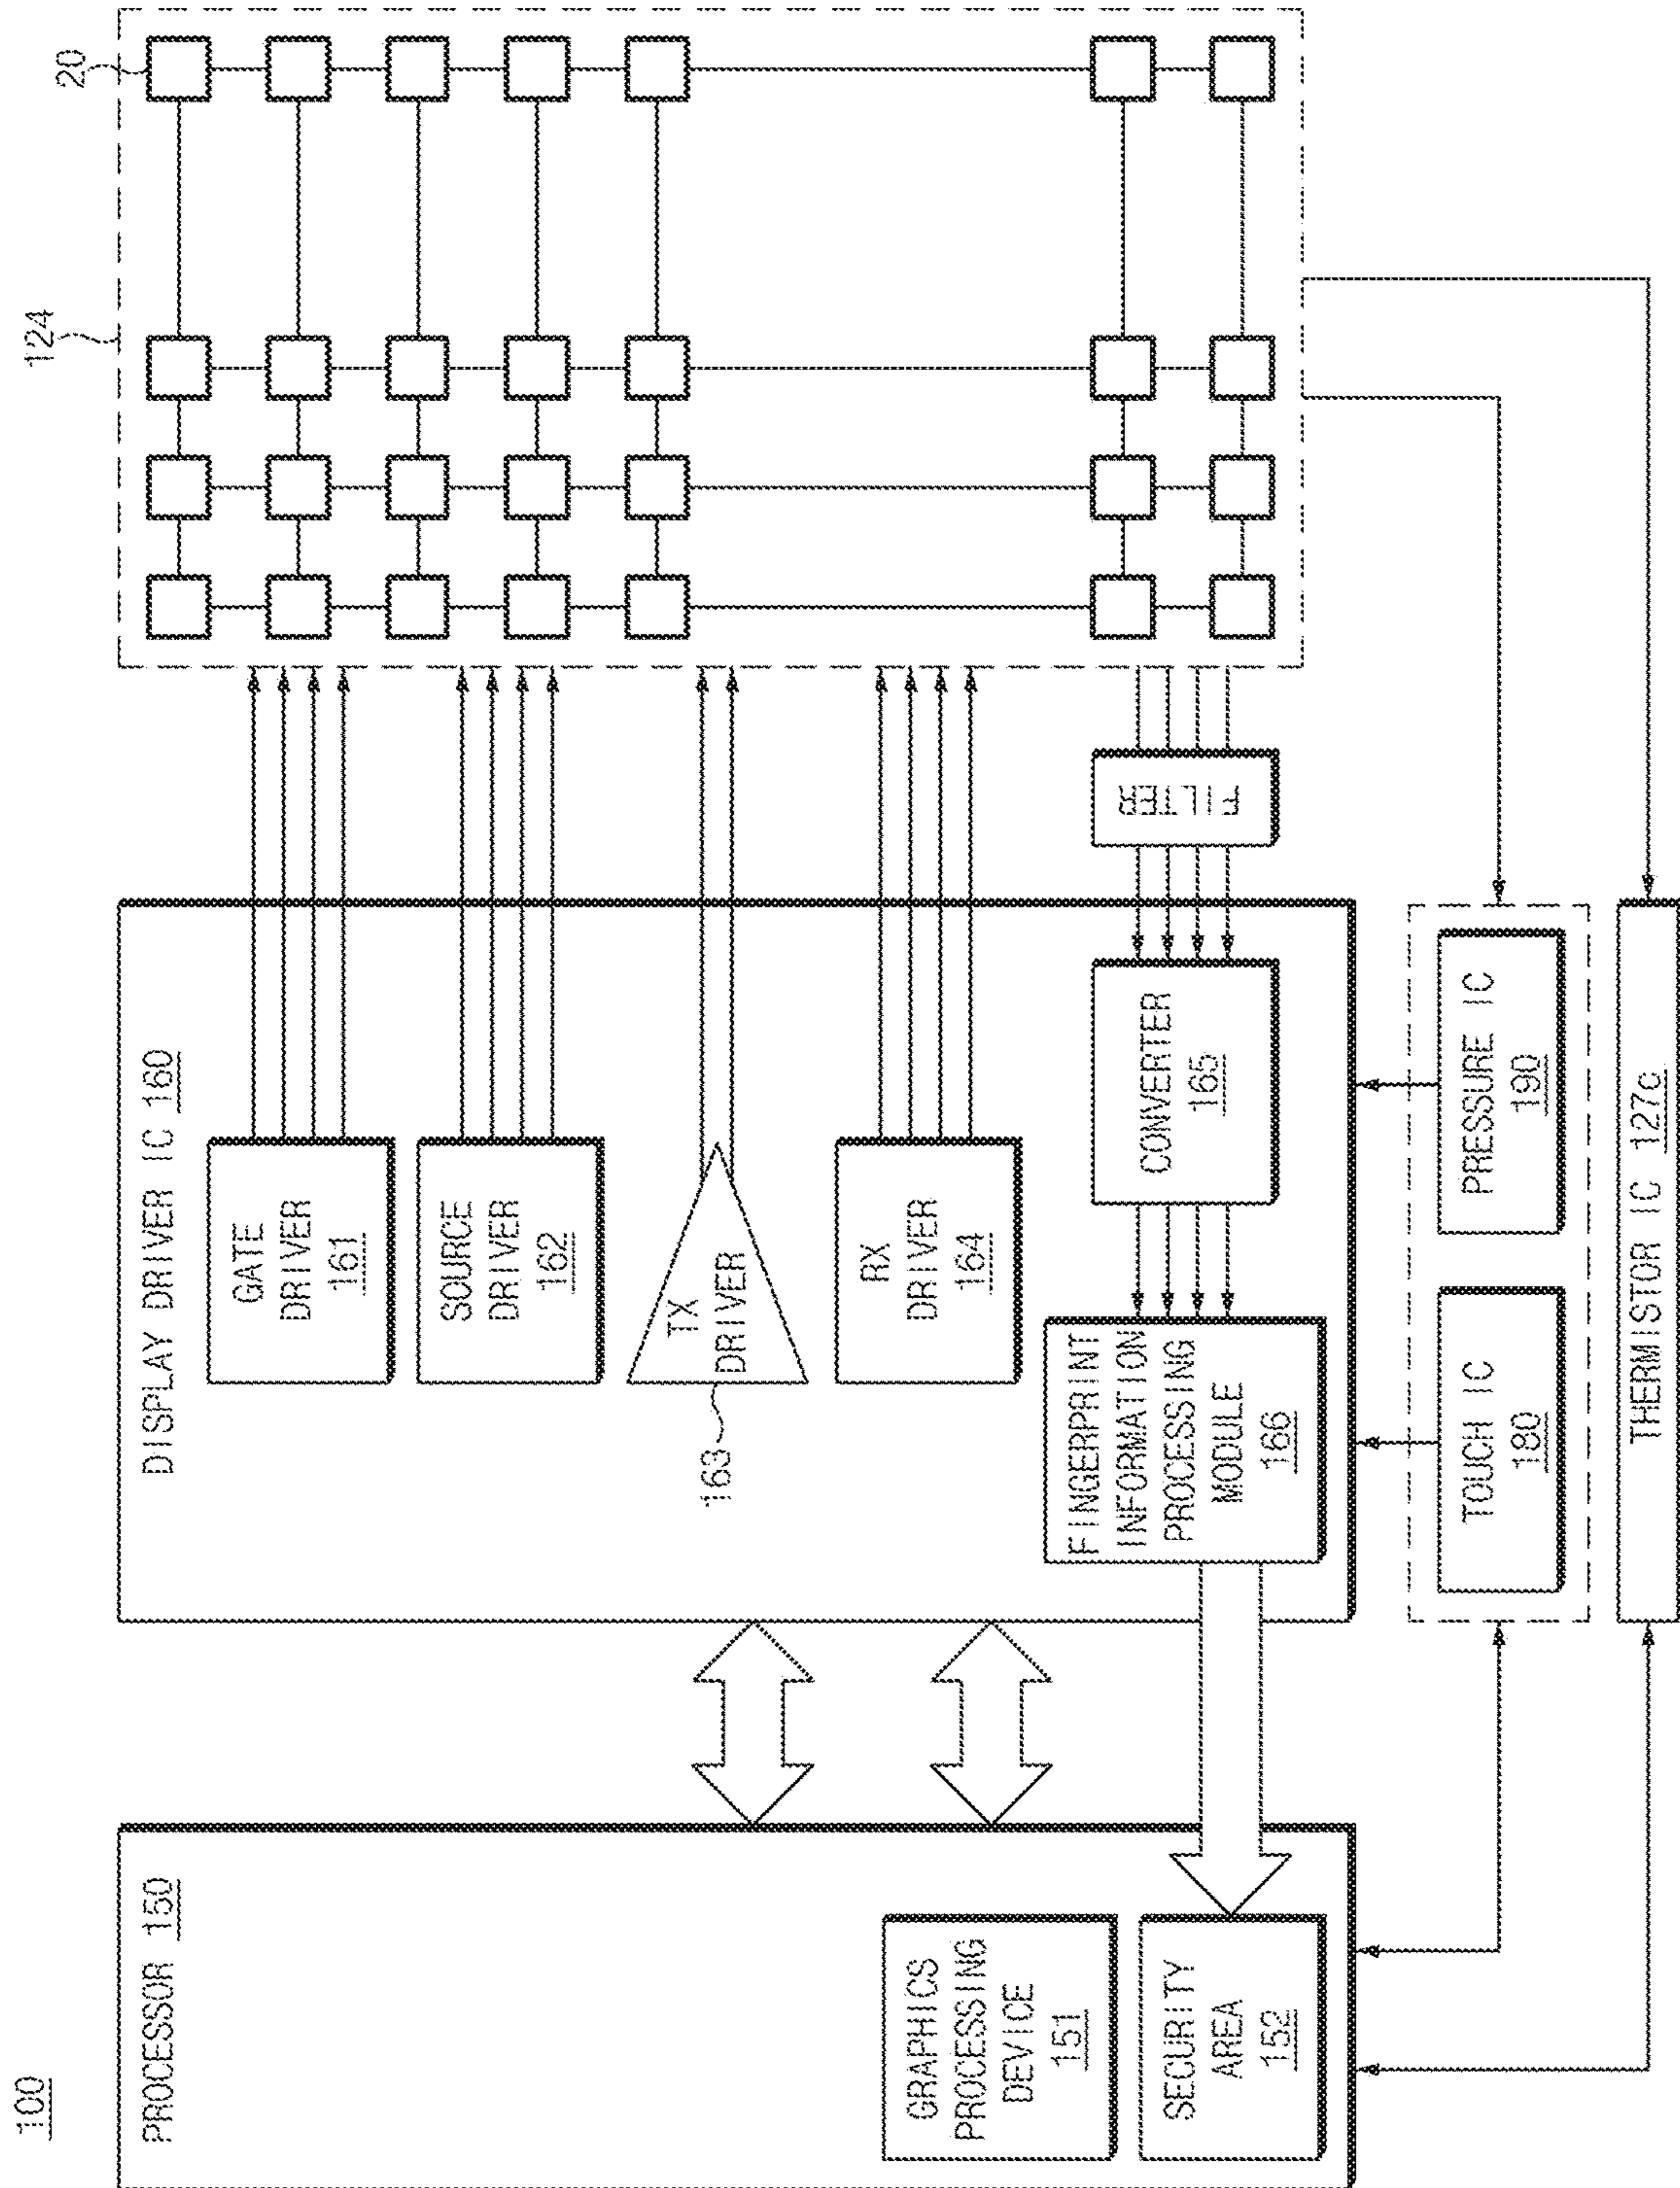 100
PROCESSOR 150
GRAPHICS
PROCESSING
DEVICE
151
SECURITY
AREA
152
DISPLAY DRIVER IC 160
GATE
DRIVER
161
SOURCE
DRIVER
162
TX
DRIVER
163
RX
DRIVER
164
FINGERPRINT
INFORMATION
PROCESSING
MODULE
166
CONVERTER
165
FILTER
124
20
TOUCH IC
180
PRESSURE IC
190
THERMISTOR IC 127c